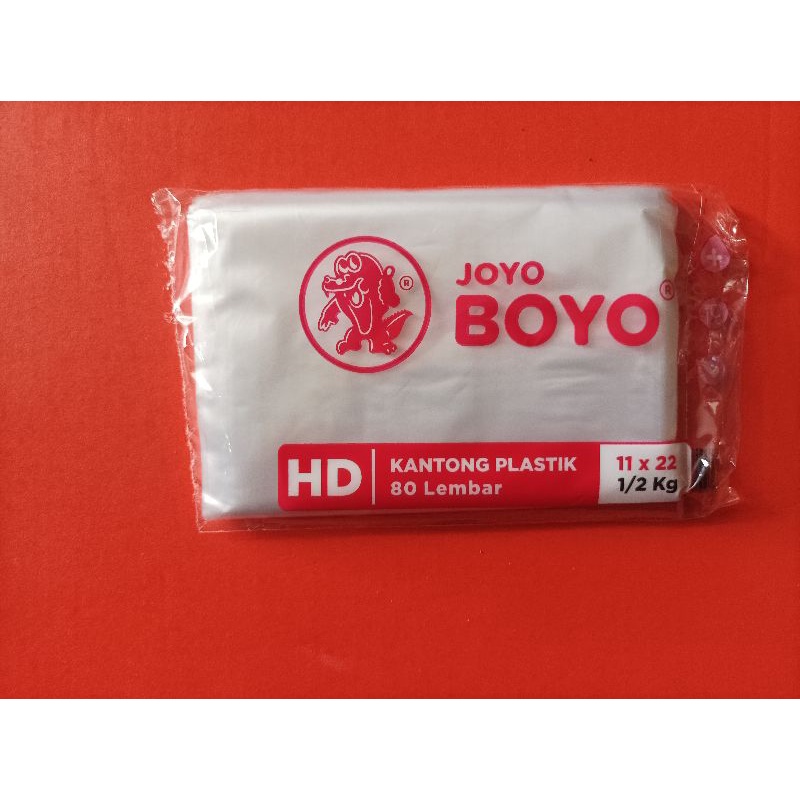 JOYO
BOYO®
®
HD
KANTONG PLASTIK
80 Lembar
11 x 22
1/2 Kg